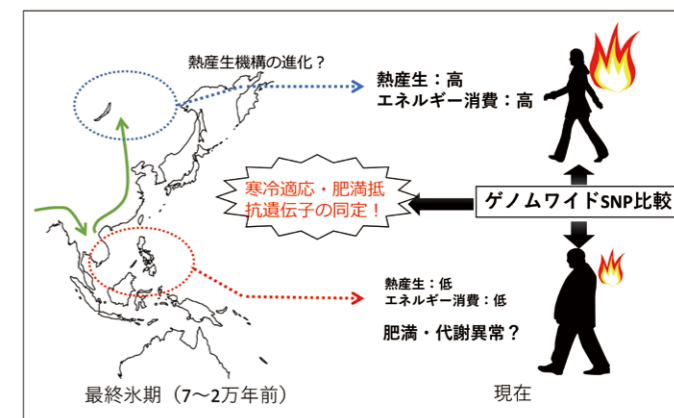 熱産生機構の進化？
熱産生：高
エネルギー消費：高
寒冷適応・肥満抵
抗遺伝子の同定！
ゲノムワイドSNP比較
熱産生：低
エネルギー消費：低
肥満・代謝異常？
最終氷期（7～2万年前）
現在